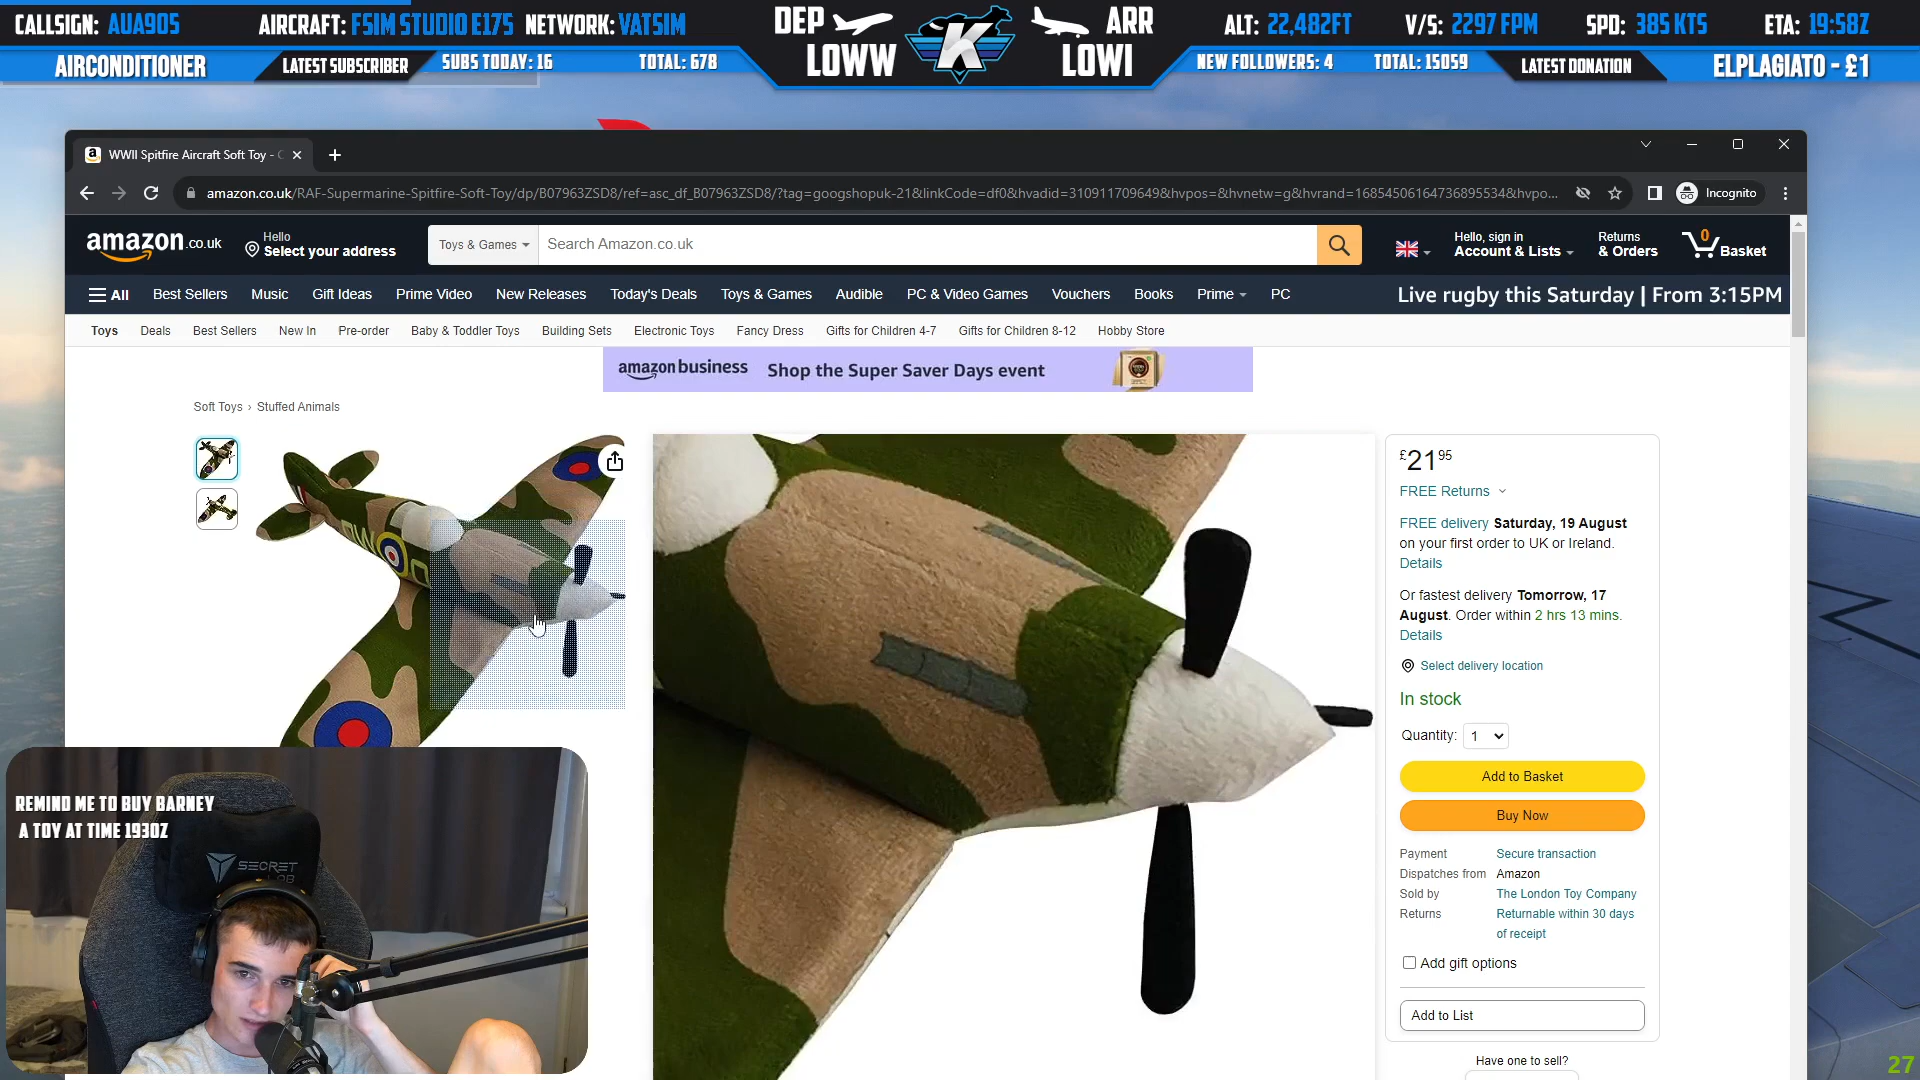 CALLSIGN: AUA905
AIRCRAFT: FSIM STUDIO E175 NETWORK: VATSIM
DEP
LOWW
ARR
LOWI
ALT: 22,482FT
V/S: 2297 FPM
SPD: 385 KTS
ETA: 19:58Z
AIRCONDITIONER
LATEST SUBSCRIBER
SUBS TODAY: 16
TOTAL: 678
K
NEW FOLLOWERS: 4
TOTAL: 15059
LATEST DONATION
ELPLAGIATO - £1
WWII Spitfire Aircraft Soft Toy -
amazon.co.uk/RAF-Supermarine-Spitfire-Soft-Toy/dp/B07963ZSD8/ref=asc_df_B07963ZSD8/?tag=googshopuk-21&linkCode=df0&hvadid=310911709649&hvpos=&hvnetw=g&hvrand=16854506164736895534&hvpo...
Incognito
amazon.co.uk
Hello
Select your address
Toys & Games
Search Amazon.co.uk
Hello, sign in
Account & Lists
Returns
& Orders
0
Basket
All
Best Sellers
Music
Gift Ideas
Prime Video
New Releases
Today's Deals
Toys & Games
Audible
PC & Video Games
Vouchers
Books
Prime
PC
Live rugby this Saturday | From 3:15PM
Toys
Deals
Best Sellers
New In
Pre-order
Baby & Toddler Toys
Building Sets
Electronic Toys
Fancy Dress
Gifts for Children 4-7
Gifts for Children 8-12
Hobby Store
amazon business
Shop the Super Saver Days event
Soft Toys › Stuffed Animals
£21 95
FREE Returns
FREE delivery Saturday, 19 August
on your first order to UK or Ireland.
Details
Or fastest delivery Tomorrow, 17
August. Order within 2 hrs 13 mins.
Details
Select delivery location
In stock
Quantity: 1
Add to Basket
Buy Now
Payment Secure transaction
Dispatches from Amazon
Sold by The London Toy Company
Returns Returnable within 30 days
of receipt
Add gift options
Add to List
Have one to sell?
REMIND ME TO BUY BARNEY
A TOY AT TIME 1930Z
SECRET
LAB
27